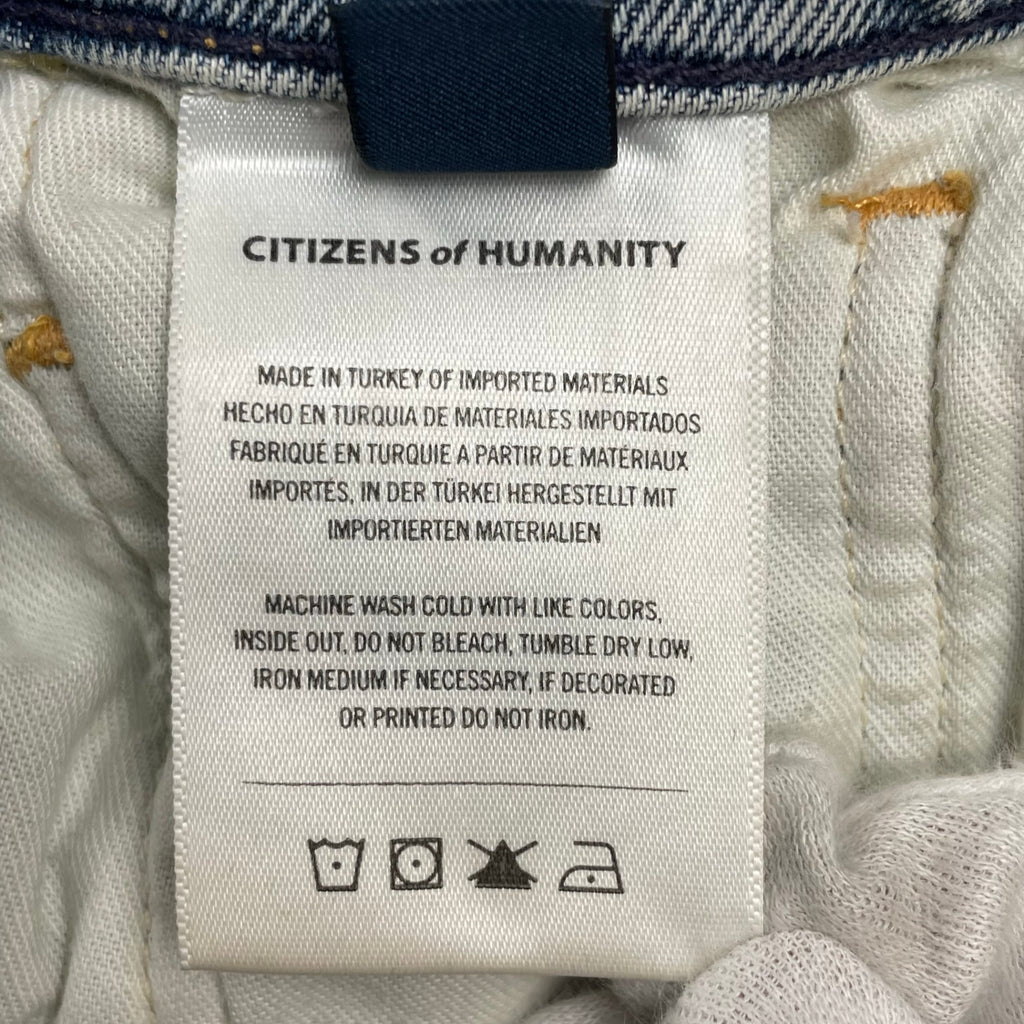 CITIZENS of HUMANITY
MADE IN TURKEY OF IMPORTED MATERIALS
HECHO EN TURQUIA DE MATERIALES IMPORTADOS
FABRIQUÉ EN TURQUIE A PARTIR DE MATÉRIAUX
IMPORTÉS, IN DER TÜRKEI HERGESTELLT MIT
IMPORTIERTEN MATERIALIEN
MACHINE WASH COLD WITH LIKE COLORS,
INSIDE OUT, DO NOT BLEACH, TUMBLE DRY LOW,
IRON MEDIUM IF NECESSARY, IF DECORATED
OR PRINTED DO NOT IRON.